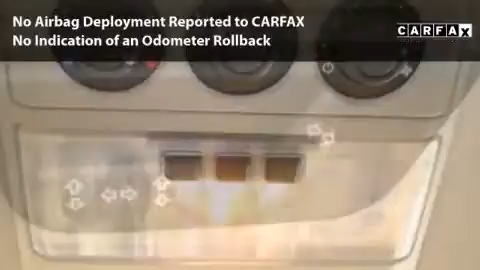 No Airbag Deployment Reported to CARFAX
No Indication of an Odometer Rollback
CARFAX